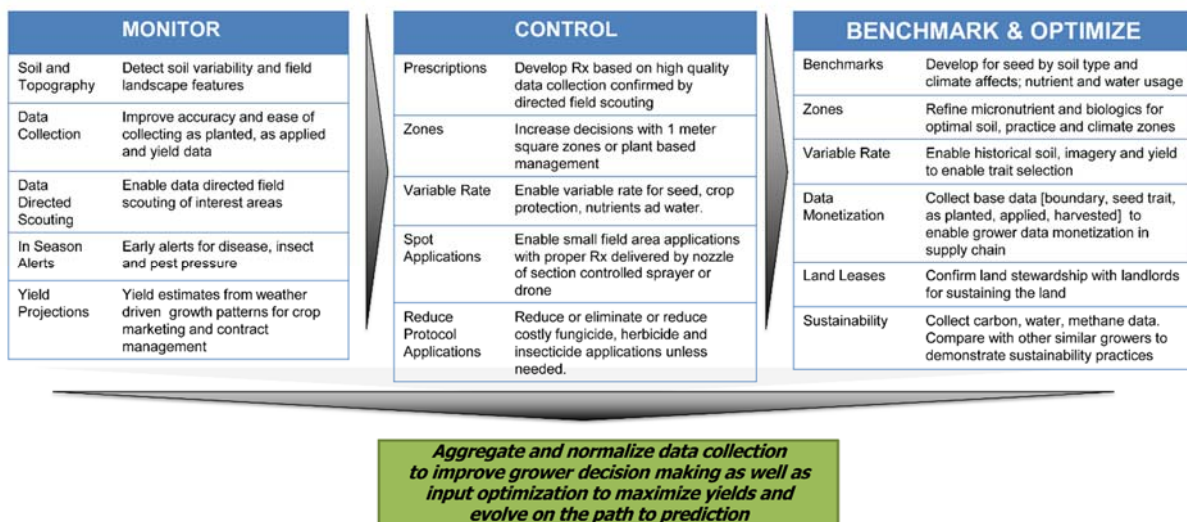 MONITOR
Soil and Topography Detect soil variability and field
landscape features
Data
Collection
Improve accuracy and ease of
collecting as planted, as applied
and yield data
Data
Directed
Scouting
Enable data directed field
scouting of interest areas
In Season
Alerts
Early alerts for disease, insect
and pest pressure
Yield
Projections
Yield estimates from weather
driven growth patterns for crop
marketing and contract
management
CONTROL
Prescriptions
Develop Rx based on high quality
data collection confirmed by
directed field scouting
Zones
Increase decisions with 1 meter
square zones or plant based
management
Variable Rate
Enable variable rate for seed, crop
protection, nutrients ad water.
Spot
Applications
Enable small field area applications
with proper Rx delivered by nozzle
of section controlled sprayer or
drone
Reduce
Protocol
Applications
Reduce or eliminate or reduce
costly fungicide, herbicide and
insecticide applications unless
needed.
BENCHMARK & OPTIMIZE
Benchmarks
Develop for seed by soil type and
climate affects; nutrient and water usage
Zones
Refine micronutrient and biologics for
optimal soil, practice and climate zones
Variable Rate
Enable historical soil, imagery and yield
to enable trait selection
Data
Monetization
Collect base data [boundary, seed trait,
as planted, applied, harvested] to
enable grower data monetization in
supply chain
Land Leases
Confirm land stewardship with landlords
for sustaining the land
Sustainability
Collect carbon, water, methane data.
Compare with other similar growers to
demonstrate sustainability practices
Aggregate and normalize data collection
to improve grower decision making as well as
input optimization to maximize yields and
evolve on the path to prediction